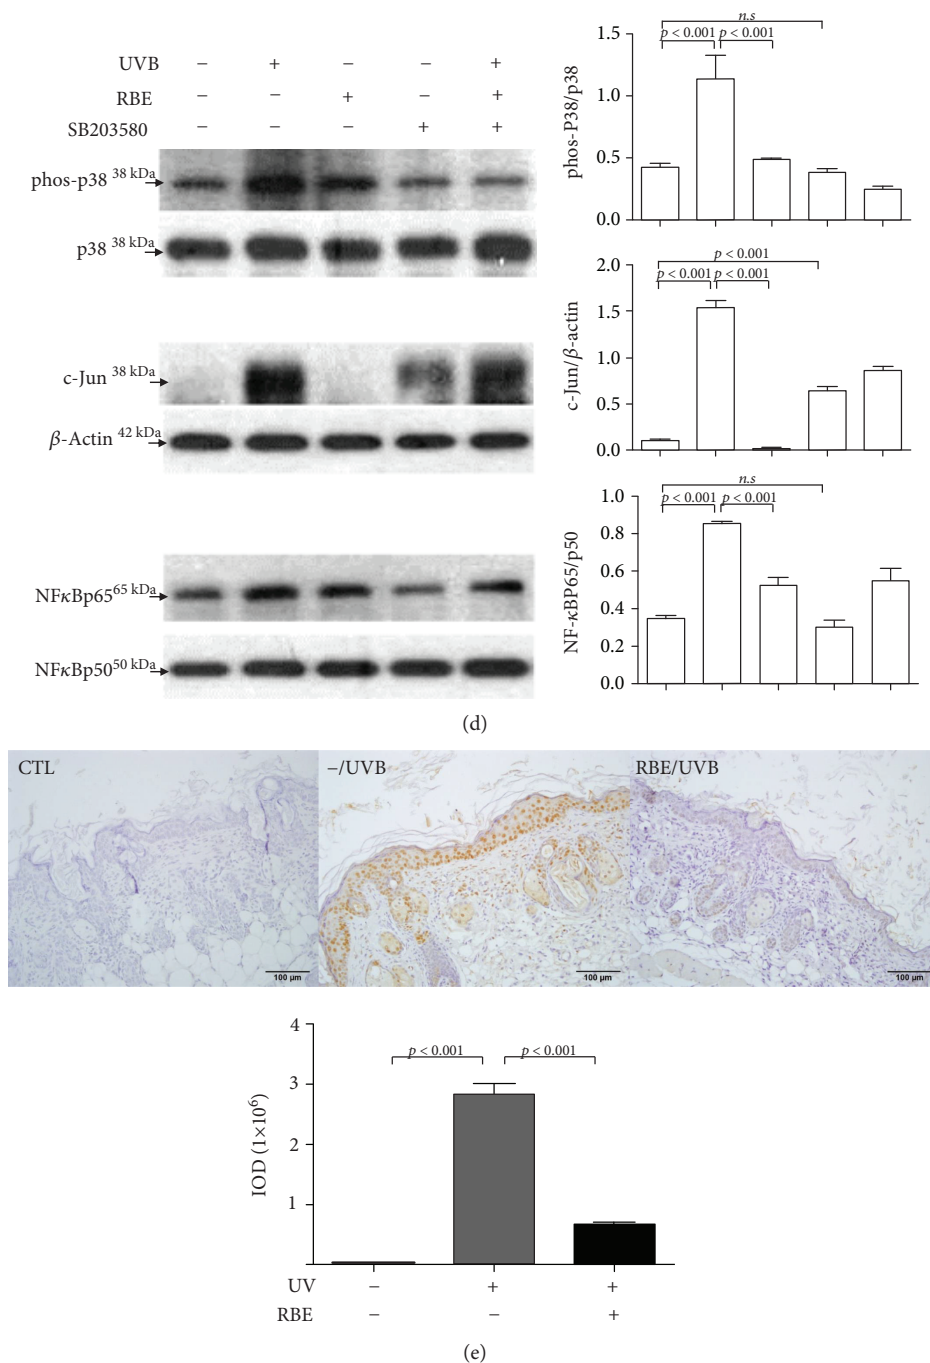 UVB − + − − +
RBE − − + − +
SB203580 − − − + +
phos-p38 38 kDa
p38 38 kDa
c-Jun 38 kDa
β-Actin 42 kDa
NFκBp65 65 kDa
NFκBp50 50 kDa
n.s
p < 0.001 p < 0.001
phos-P38/p38
1.5
1.0
0.5
0.0
p < 0.001
p < 0.001 p < 0.001
c-Jun/β-actin
2.0
1.5
1.0
0.5
0.0
n.s
p < 0.001 p < 0.001
NF-κBP65/p50
1.0
0.8
0.6
0.4
0.2
0.0
(d)
CTL
−/UVB
RBE/UVB
100 µm
100 µm
100 µm
IOD (1×10⁶)
4
3
2
1
p < 0.001 p < 0.001
UV − + +
RBE − − +
(e)